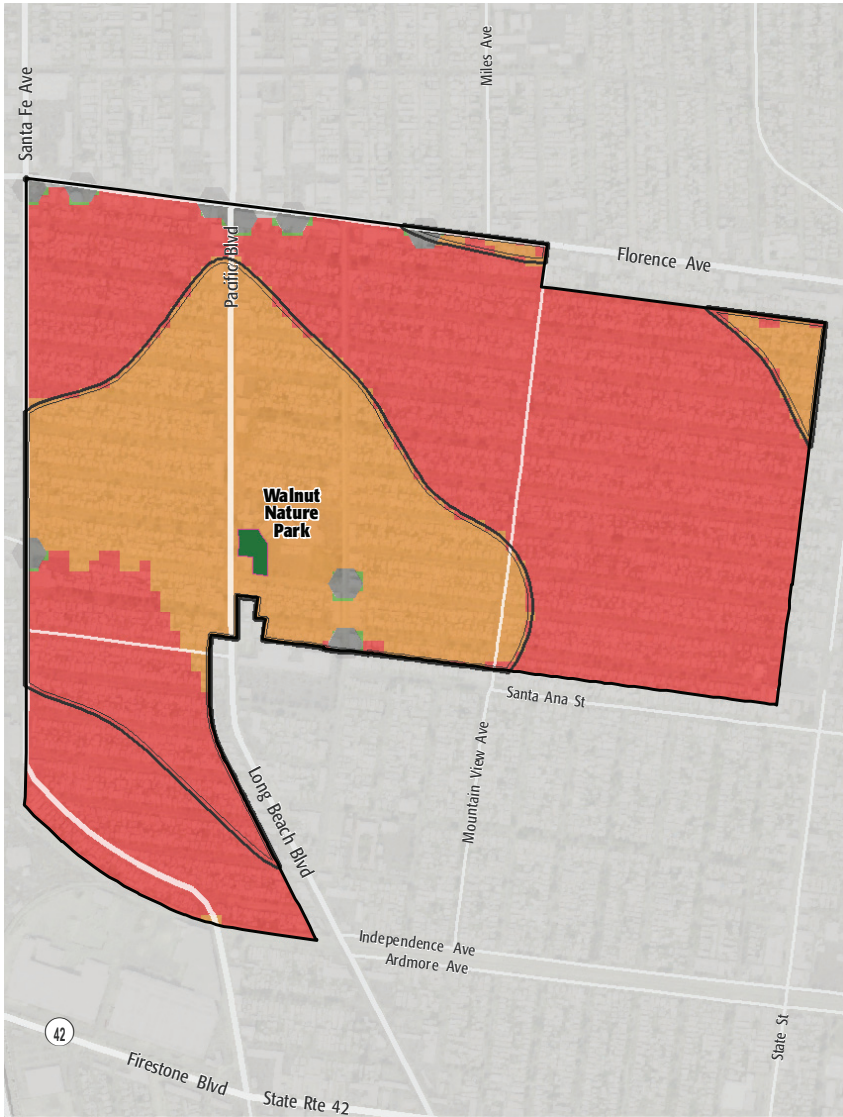 Santa Fe Ave
Miles Ave
Florence Ave
Pacific Blvd
Walnut
Nature
Park
Santa Ana St
Mountain View Ave
Long Beach Blvd
Independence Ave
Ardmore Ave
State St
42
Firestone Blvd
State Rte 42